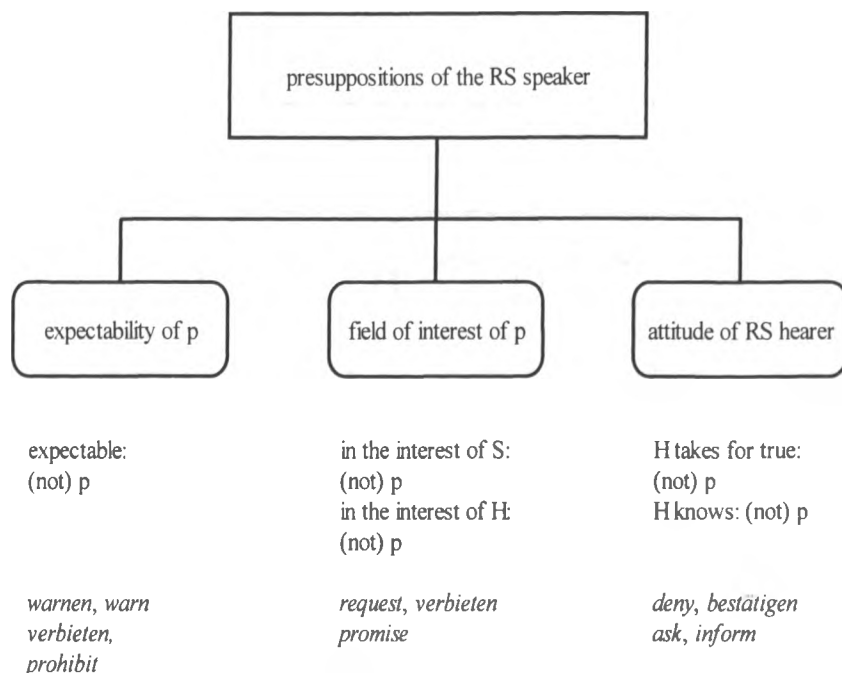 presuppositions of the RS speaker
expectability of p
field of interest of p
attitude of RS hearer
expectable:
(not) p
in the interest of S:
(not) p
in the interest of H:
(not) p
H takes for true:
(not) p
H knows: (not) p
warnen, warn
verbieten,
prohibit
request, verbieten
promise
deny, bestätigen
ask, inform